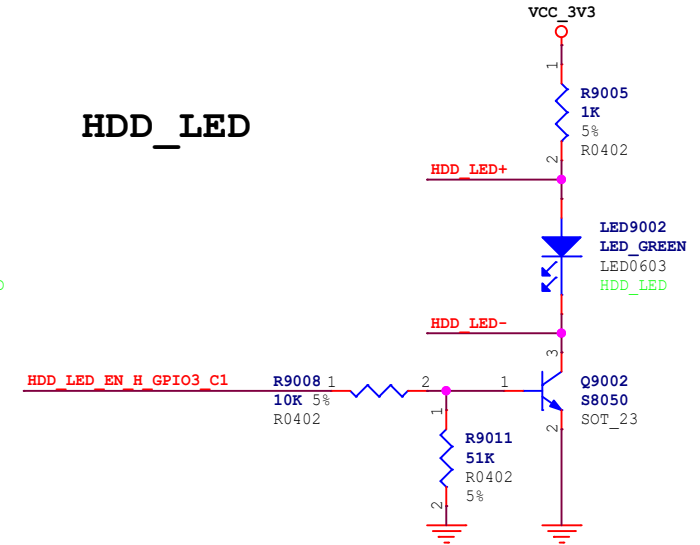 VCC_3V3
1
R9005
1K
5%
R0402
2
HDD_LED
HDD_LED+
LED9002
LED_GREEN
LED0603
HDD_LED
HDD_LED-
3
HDD_LED_EN_H_GPIO3_C1
R9008 1 2 1
10K 5%
R0402
Q9002
S8050
SOT_23
1
2
R9011
51K
R0402
5%
2